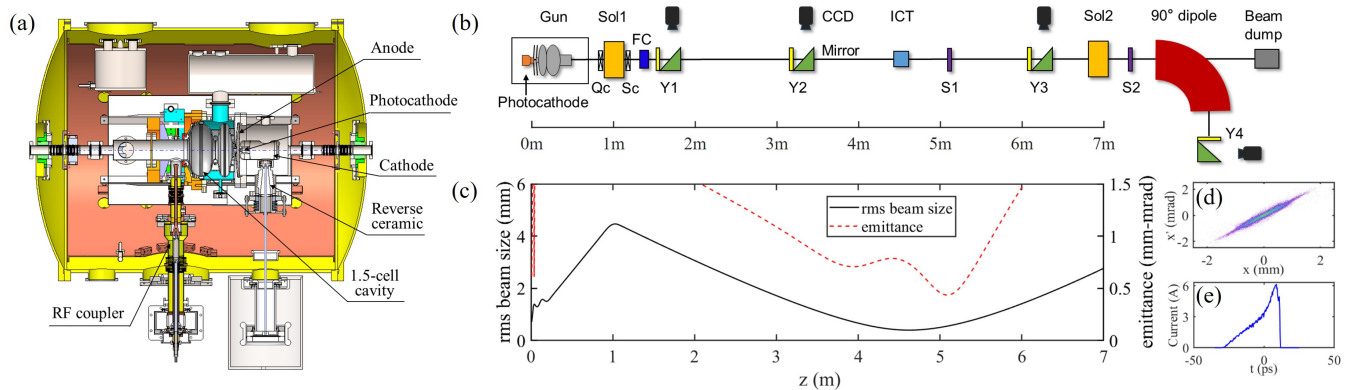 (a)
Anode
Photocathode
Cathode
Reverse
ceramic
1.5-cell
cavity
RF coupler
(b)
Gun
Sol1
FC
CCD
ICT
Sol2
90° dipole
Beam
dump
Mirror
Photocathode
Qc
Sc
Y1
Y2
S1
Y3
S2
Y4
0m
1m
2m
3m
4m
5m
6m
7m
(c)
rms beam size (mm)
6
4
2
0
rms beam size
emittance
1.5
1
0.5
0
emittance (mm-mrad)
0
1
2
3
4
5
6
7
z (m)
(d)
x' (mrad)
2
0
-2
-2
0
2
x (mm)
(e)
Current (A)
6
3
0
-50
0
50
t (ps)